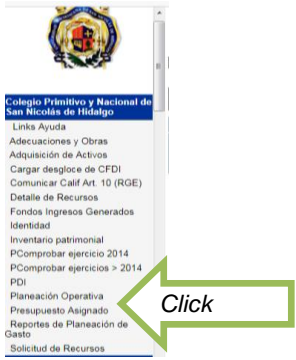 Colegio Primitivo y Nacional de
San Nicolás de Hidalgo
Links Ayuda
Adecuaciones y Obras
Adquisición de Activos
Cargar desgloce de CFDI
Comunicar Calif Art. 10 (RGE)
Detalle de Recursos
Fondos Ingresos Generados
Identidad
Inventario patrimonial
PComprobar ejercicio 2014
PComprobar ejercicios > 2014
PDI
Planeación Operativa
Presupuesto Asignado
Reportes de Planeación de
Gasto
Solicitud de Recursos
Click